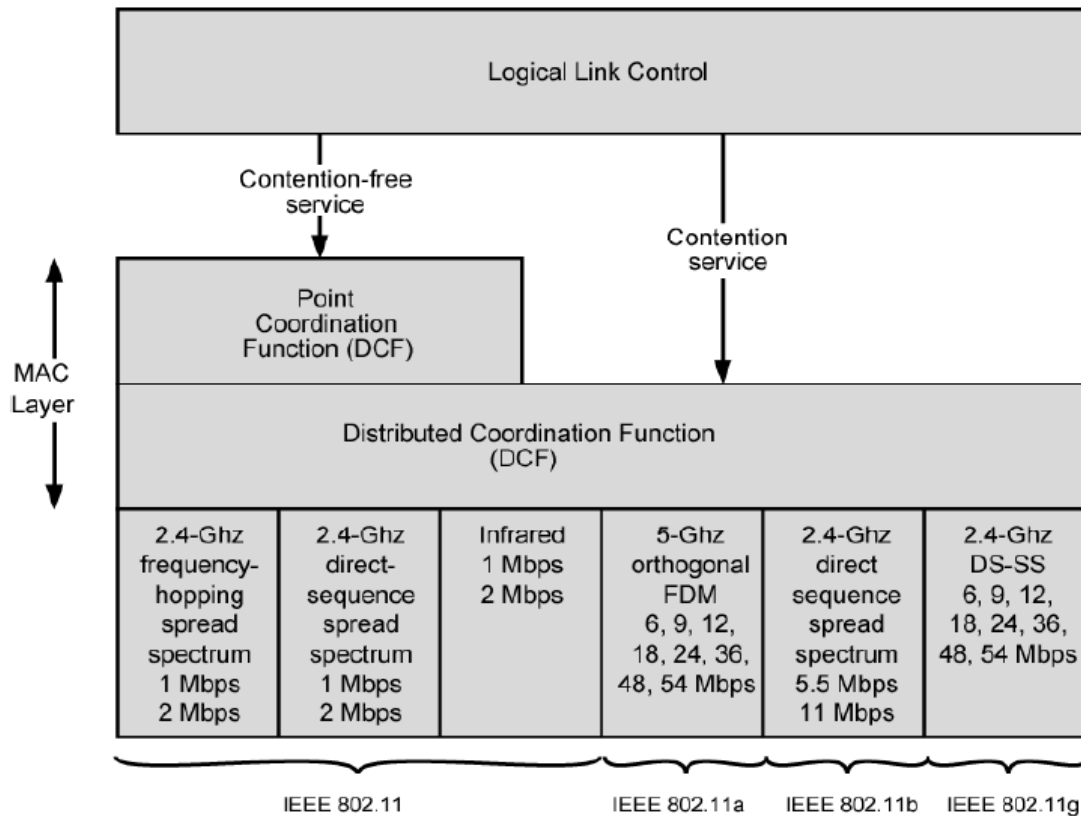 Logical Link Control
Contention-free
service
Contention
service
Point
Coordination
Function (DCF)
MAC
Layer
Distributed Coordination Function
(DCF)
2.4-Ghz
frequency-
hopping
spread
spectrum
1 Mbps
2 Mbps
2.4-Ghz
direct-
sequence
spread
spectrum
1 Mbps
2 Mbps
Infrared
1 Mbps
2 Mbps
5-Ghz
orthogonal
FDM
6, 9, 12,
18, 24, 36,
48, 54 Mbps
2.4-Ghz
direct
sequence
spread
spectrum
5.5 Mbps
11 Mbps
2.4-Ghz
DS-SS
6, 9, 12,
18, 24, 36,
48, 54 Mbps
IEEE 802.11
IEEE 802.11a
IEEE 802.11b
IEEE 802.11g